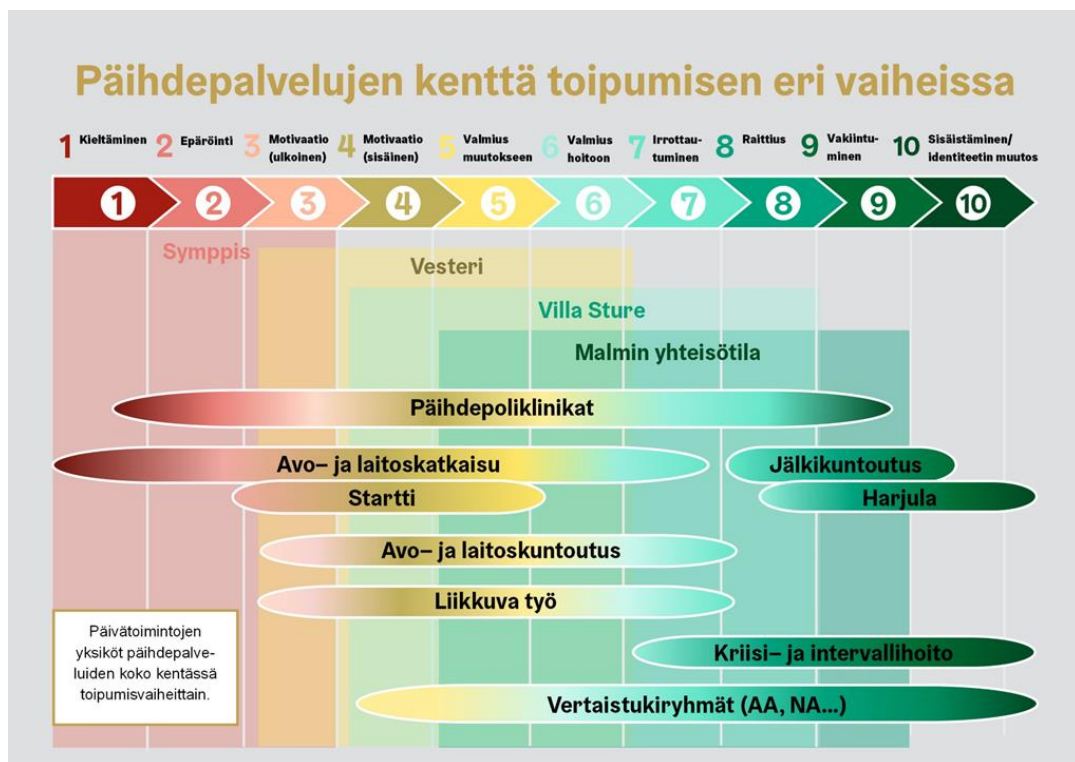 Päihdepalvelujen kenttä toipumisen eri vaiheissa
1 Kieltäminen
2 Epäröinti
3 Motivaatio
(ulkoinen)
4 Motivaatio
(sisäinen)
5 Valmius
muutokseen
6 Valmius
hoitoon
7 Irrottau-
tuminen
8 Raittius
9 Vakiintu-
minen
10 Sisäistäminen/
identiteetin muutos
1 2 3 4 5 6 7 8 9 10
Symppis
Vesteri
Villa Sture
Malmin yhteisötila
Päihdepoliklinikat
Avo– ja laitoskatkaisu
Jälkikuntoutus
Startti
Harjula
Avo– ja laitoskuntoutus
Liikkuva työ
Kriisi– ja intervallihoito
Vertaistukiryhmät (AA, NA...)
Päivätoimintojen
yksiköt päihdepalve-
luiden koko kentässä
toipumisvaiheittain.